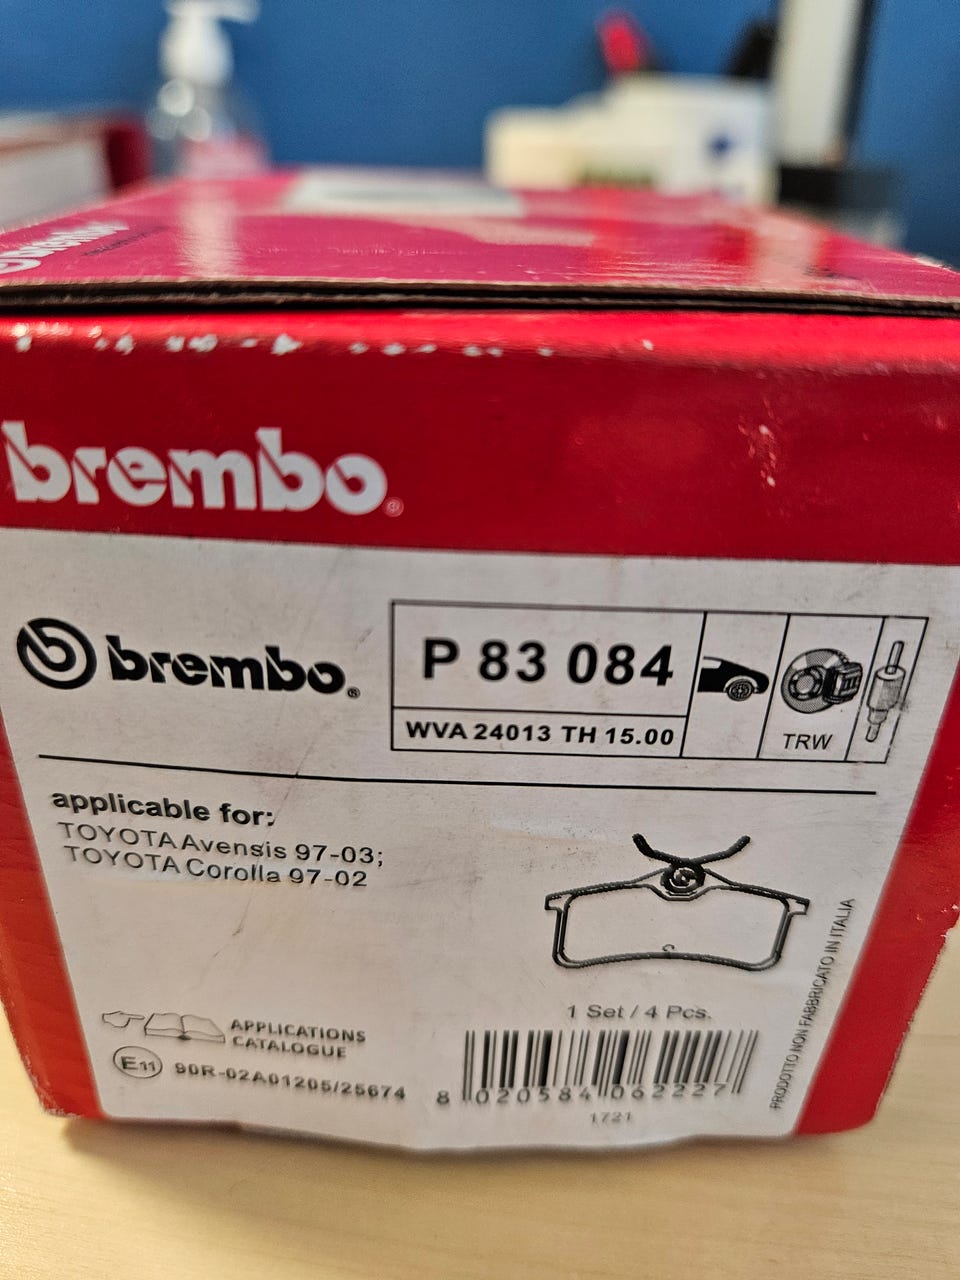 brembo®
brembo®
P 83 084
WVA 24013 TH 15.00
TRW
applicable for:
TOYOTA Avensis 97-03;
TOYOTA Corolla 97-02
1 Set / 4 Pcs.
APPLICATIONS
CATALOGUE
E11 90R-02A01205/25674
8 020584 062227
1721
PRODOTTO NON FABBRICATO IN ITALIA